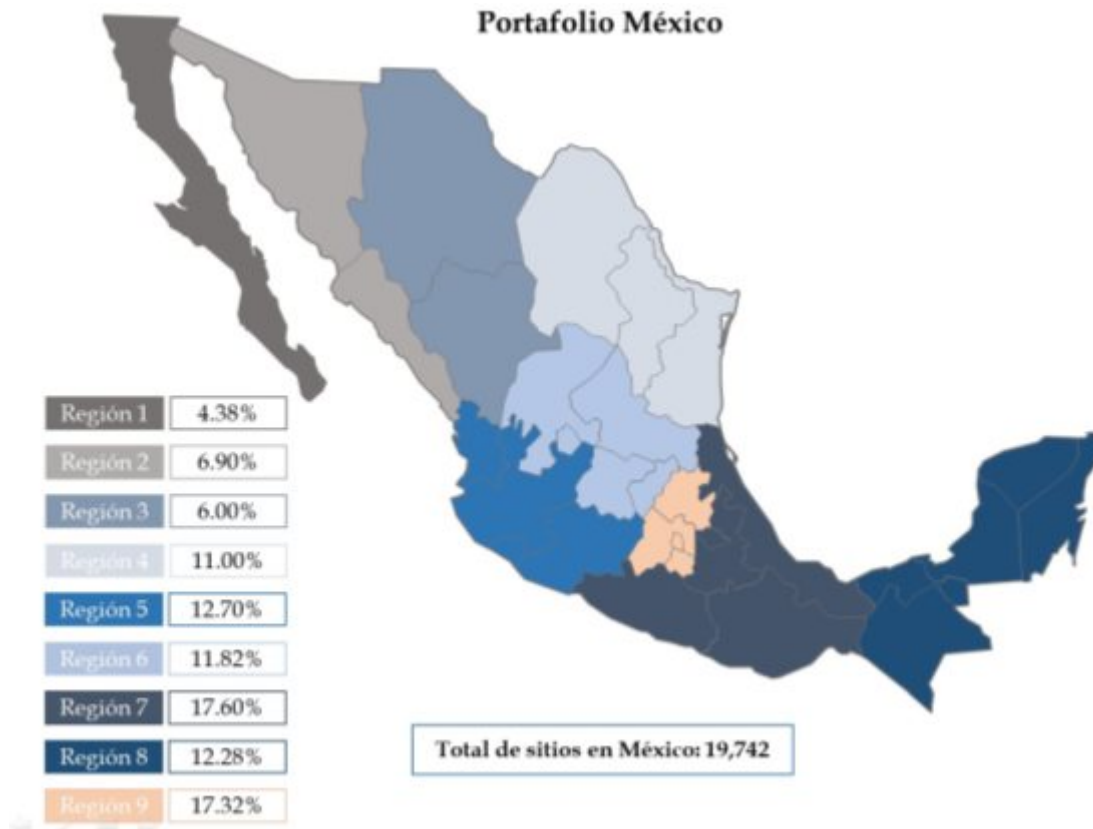 Portafolio México
Región 1 4.38%
Región 2 6.90%
Región 3 6.00%
Región 4 11.00%
Región 5 12.70%
Región 6 11.82%
Región 7 17.60%
Región 8 12.28%
Región 9 17.32%
Total de sitios en México: 19,742